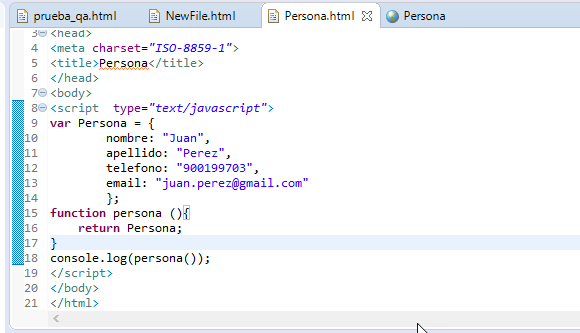 prueba_qa.html NewFile.html Persona.html Persona
3 <head>
4 <meta charset="ISO-8859-1">
5 <title>Persona</title>
6 </head>
7 <body>
8 <script  type="text/javascript">
9 var Persona = {
10         nombre: "Juan",
11         apellido: "Perez",
12         telefono: "900199703",
13         email: "juan.perez@gmail.com"
14         };
15 function persona (){
16     return Persona;
17 }
18 console.log(persona());
19 </script>
20 </body>
21 </html>